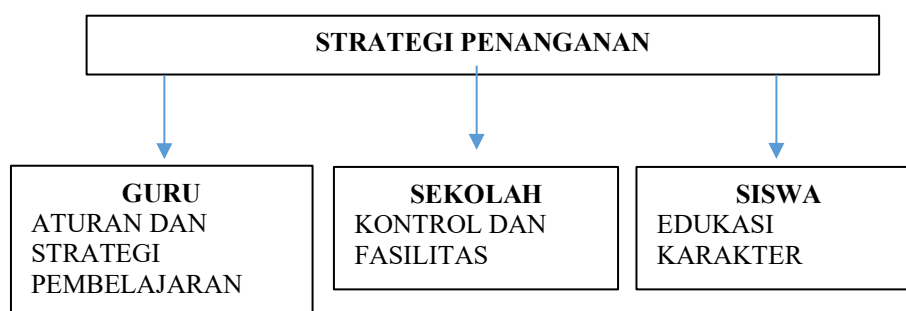 STRATEGI PENANGANAN
GURU
ATURAN DAN
STRATEGI
PEMBELAJARAN
SEKOLAH
KONTROL DAN
FASILITAS
SISWA
EDUKASI
KARAKTER